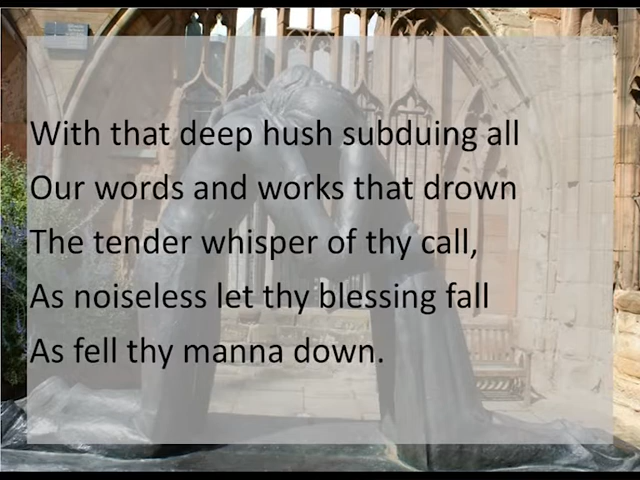 With that deep hush subduing all
Our words and works that drown
The tender whisper of thy call,
As noiseless let thy blessing fall
As fell thy manna down.